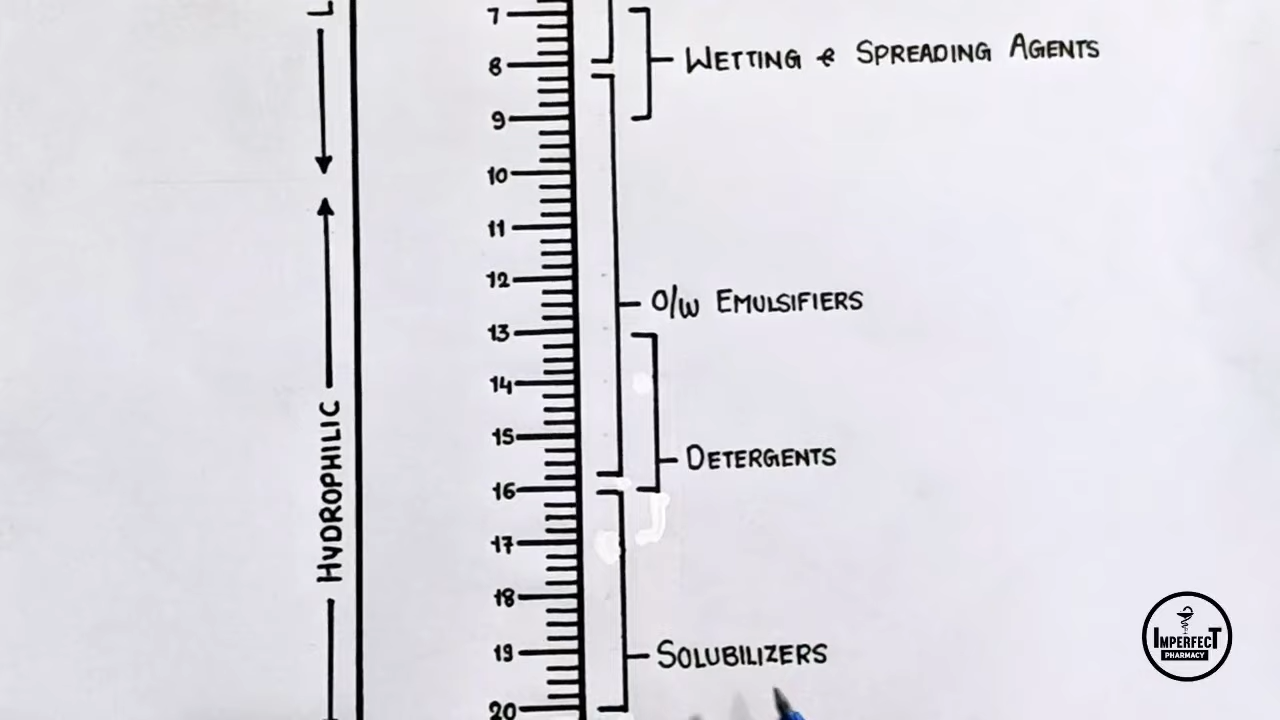 L
7
WETTING & SPREADING AGENTS
8
9
10
11
12
O/W EMULSIFIERS
13
14
15
DETERGENTS
16
HYDROPHILIC
17
18
19
SOLUBILIZERS
20
IMPERFECT
PHARMACY